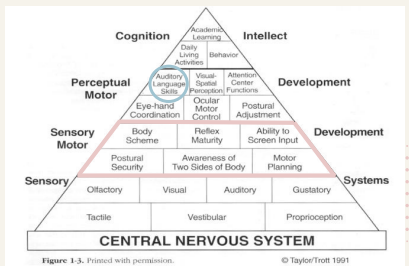 Cognition
Intellect
Academic
Learning
Daily
Living
Activities
Behavior
Perceptual
Motor
Development
Auditory
Language
Skills
Visual-
Spatial
Perception
Attention
Center
Functions
Eye-hand
Coordination
Ocular
Motor
Control
Postural
Adjustment
Sensory
Motor
Development
Body
Scheme
Reflex
Maturity
Ability to
Screen Input
Postural
Security
Awareness of
Two Sides of Body
Motor
Planning
Sensory
Systems
Olfactory
Visual
Auditory
Gustatory
Tactile
Vestibular
Proprioception
CENTRAL NERVOUS SYSTEM
Figure 1-3. Printed with permission.
© Taylor/Trott 1991